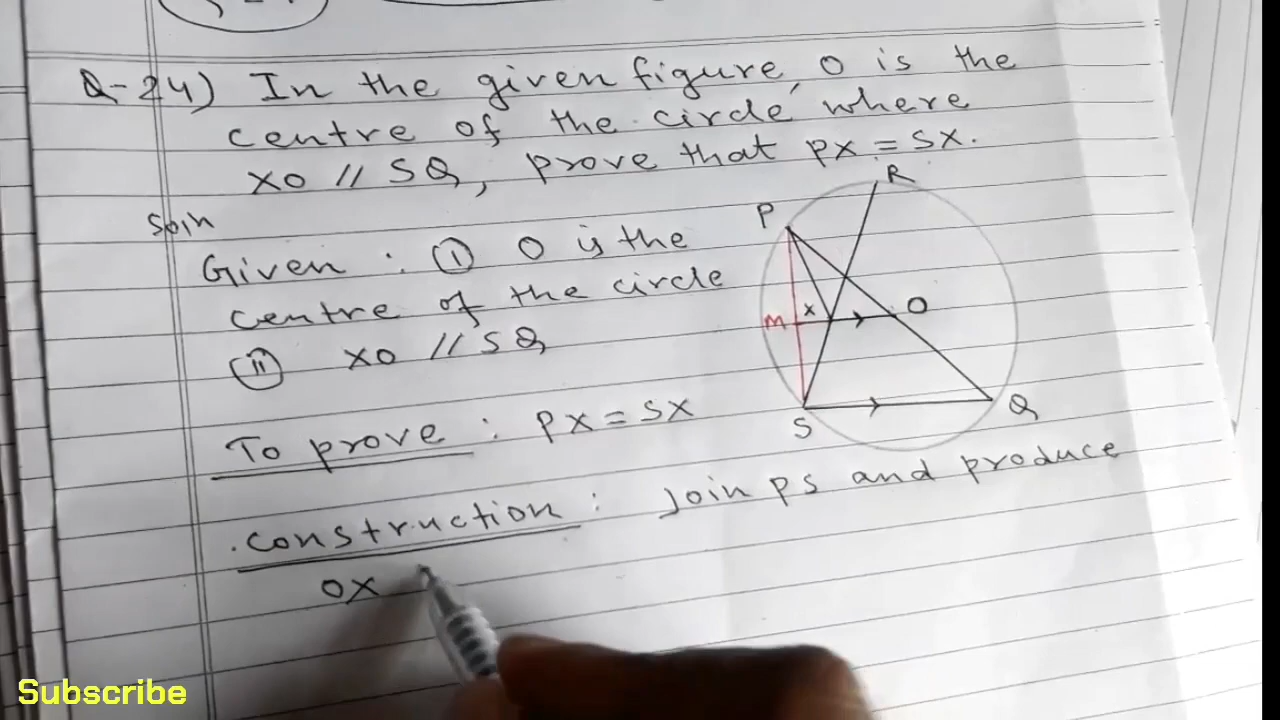 Q-24) In the given figure, O is the
centre of the circle where
XO // SQ, prove that PX = SX.
Soln
Given : (i) O is the
centre of the circle
(ii) XO // SQ
To prove : PX = SX
Construction : Join PS and produce
OX
R
P
M
X
O
S
Q
Subscribe